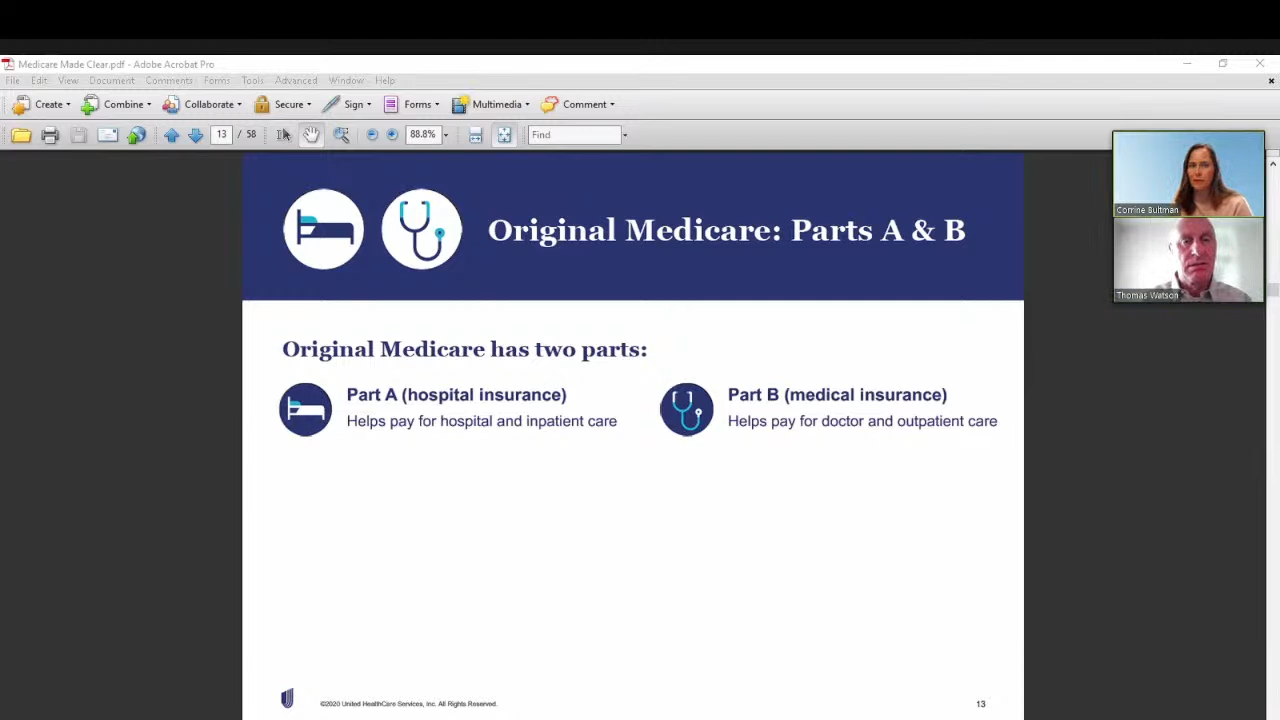 Medicare Made Clear.pdf - Adobe Acrobat Pro
File Edit View Document Comments Forms Tools Advanced Window Help
Create Combine Collaborate Secure Sign Forms Multimedia Comment
13 / 58 88.8% Find
Corrine Bultman
Thomas Watson
Original Medicare: Parts A & B
Original Medicare has two parts:
Part A (hospital insurance)
Helps pay for hospital and inpatient care
Part B (medical insurance)
Helps pay for doctor and outpatient care
©2020 United HealthCare Services, Inc. All Rights Reserved.
13